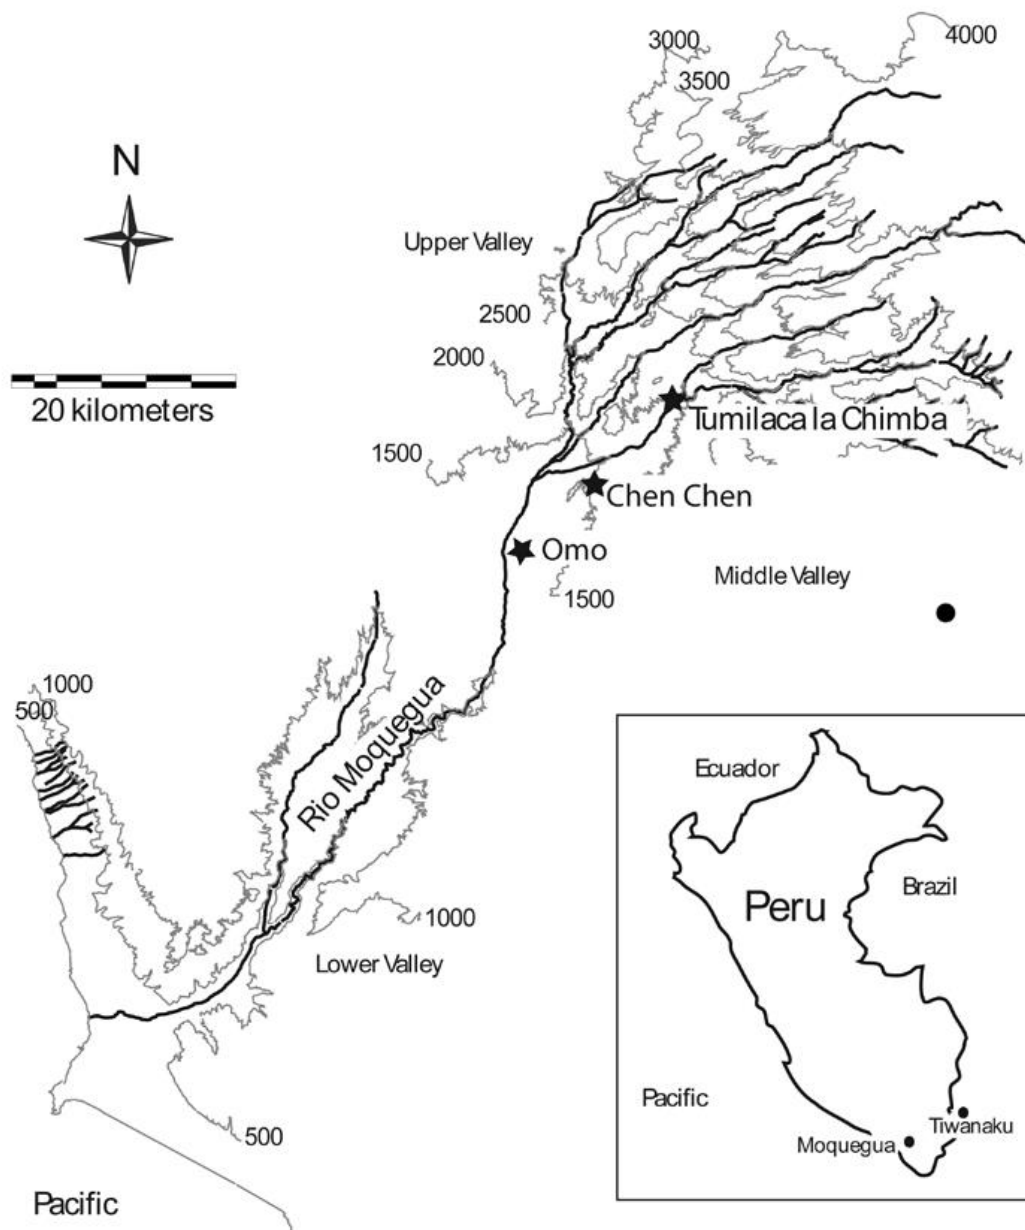 4000
3000
3500
N
Upper Valley
2500
2000
20 kilometers
Tumilaca la Chimba
1500
Chen Chen
Omo
Middle Valley
1500
1000
500
Rio Moquegua
Ecuador
Brazil
Peru
1000
Lower Valley
Pacific
Tiwanaku
500
Moquegua
Pacific